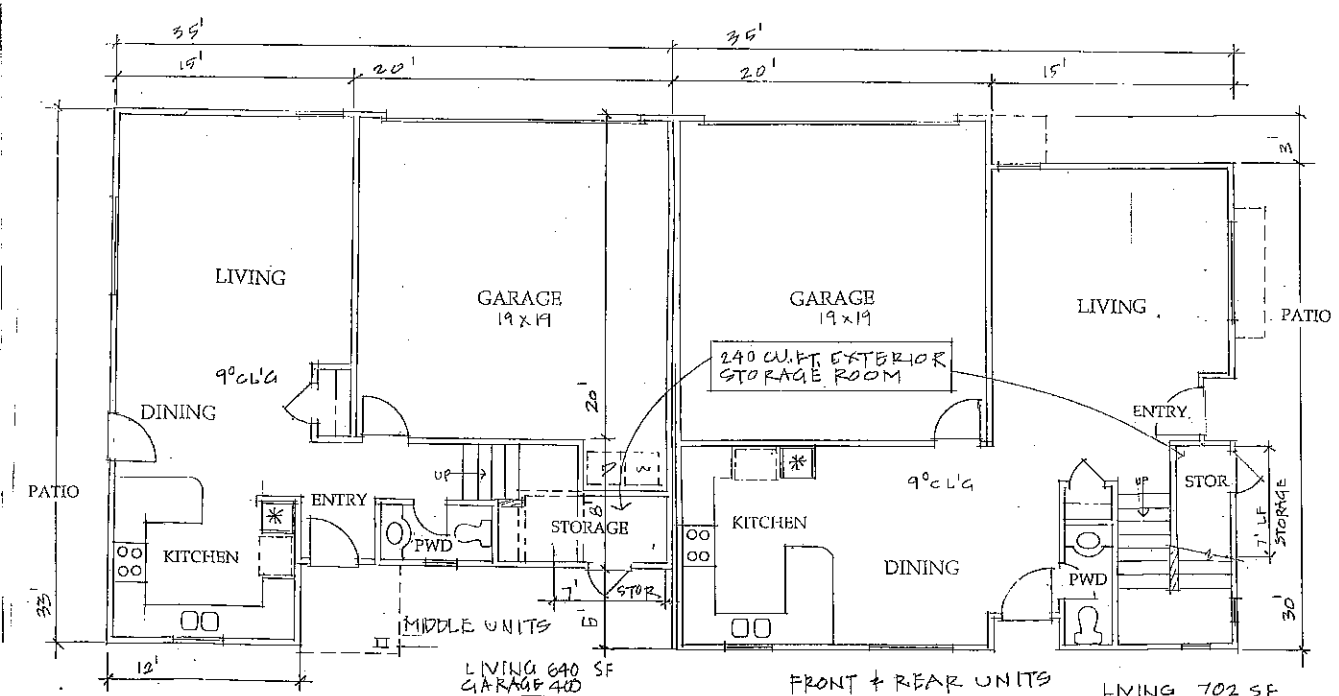 35' 35'
15' 20' 20' 15'
3'
LIVING
GARAGE
19 x 19
GARAGE
19 x 19
LIVING
PATIO
240 CU. FT. EXTERIOR
STORAGE ROOM
9⁰ CL'G
20'
DINING
ENTRY
UP
9⁰ CL'G
UP
STOR
7' LF
STORAGE
PATIO
ENTRY
STORAGE
8'
KITCHEN
KITCHEN
PWD
DINING
PWD
33'
7'
STOR
30'
MIDDLE UNITS
12'
LIVING 640 SF
GARAGE 400
FRONT & REAR UNITS
LIVING 702 SF